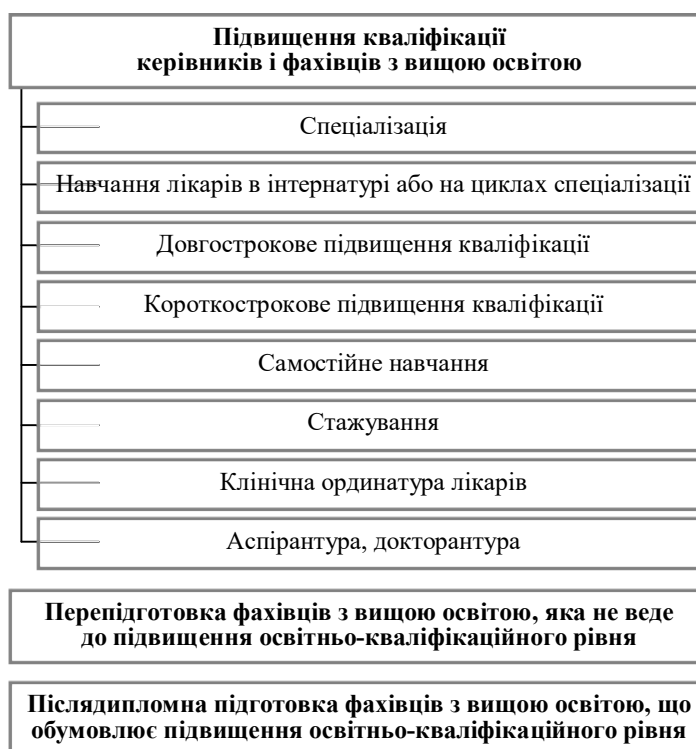 Підвищення кваліфікації
керівників і фахівців з вищою освітою
Спеціалізація
Навчання лікарів в інтернатурі або на циклах спеціалізації
Довгострокове підвищення кваліфікації
Короткострокове підвищення кваліфікації
Самостійне навчання
Стажування
Клінічна ординатура лікарів
Аспірантура, докторантура
Перепідготовка фахівців з вищою освітою, яка не веде
до підвищення освітньо-кваліфікаційного рівня
Післядипломна підготовка фахівців з вищою освітою, що
обумовлює підвищення освітньо-кваліфікаційного рівня